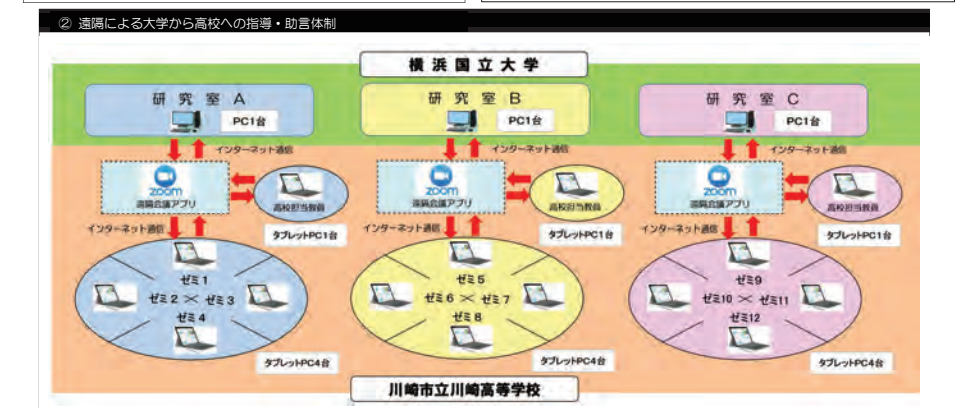 ② 遠隔による大学から高校への指導・助言体制
横浜国立大学
研究室A
PC1台
インターネット通信
zoom
遠隔会議アプリ
高校担当教員
インターネット通信
タブレットPC1台
ゼミ1
ゼミ2 × ゼミ3
ゼミ4
タブレットPC4台
研究室B
PC1台
インターネット通信
zoom
遠隔会議アプリ
高校担当教員
インターネット通信
タブレットPC1台
ゼミ5
ゼミ6 × ゼミ7
ゼミ8
タブレットPC4台
研究室C
PC1台
インターネット通信
zoom
遠隔会議アプリ
高校担当教員
インターネット通信
タブレットPC1台
ゼミ9
ゼミ10 × ゼミ11
ゼミ12
タブレットPC4台
川崎市立川崎高等学校